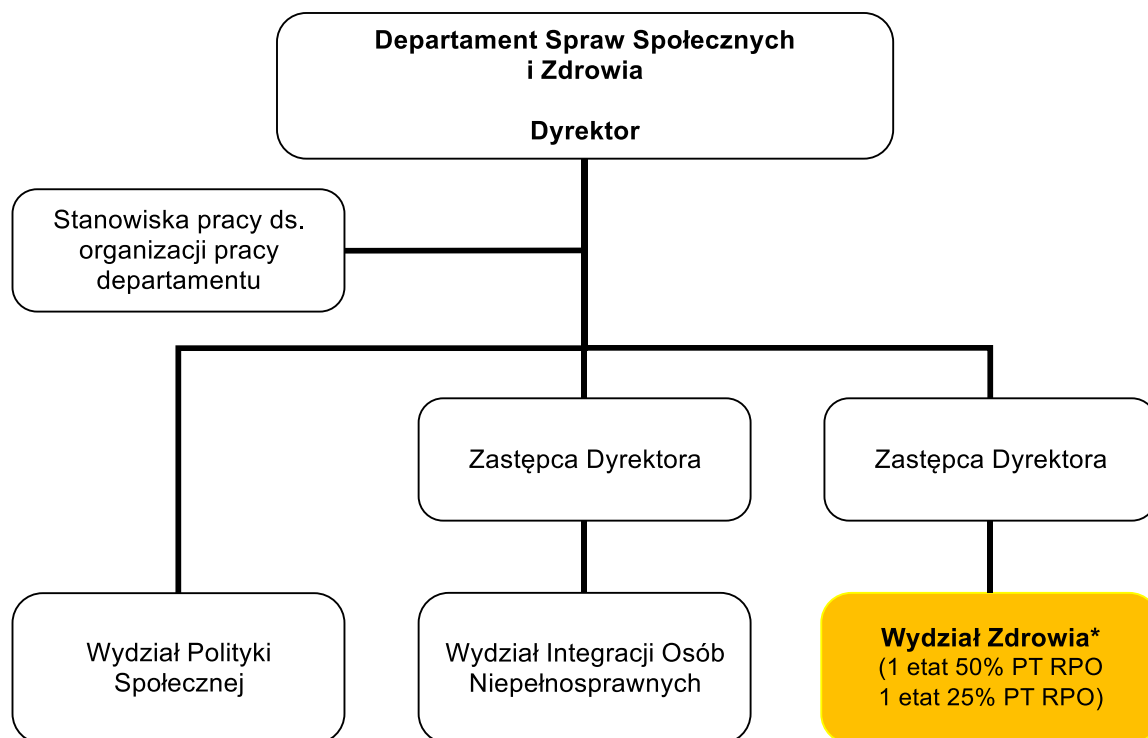 Departament Spraw Społecznych
i Zdrowia
Dyrektor
Stanowiska pracy ds.
organizacji pracy
departamentu
Zastępca Dyrektora
Zastępca Dyrektora
Wydział Polityki
Społecznej
Wydział Integracji Osób
Niepełnosprawnych
Wydział Zdrowia*
(1 etat 50% PT RPO
1 etat 25% PT RPO)